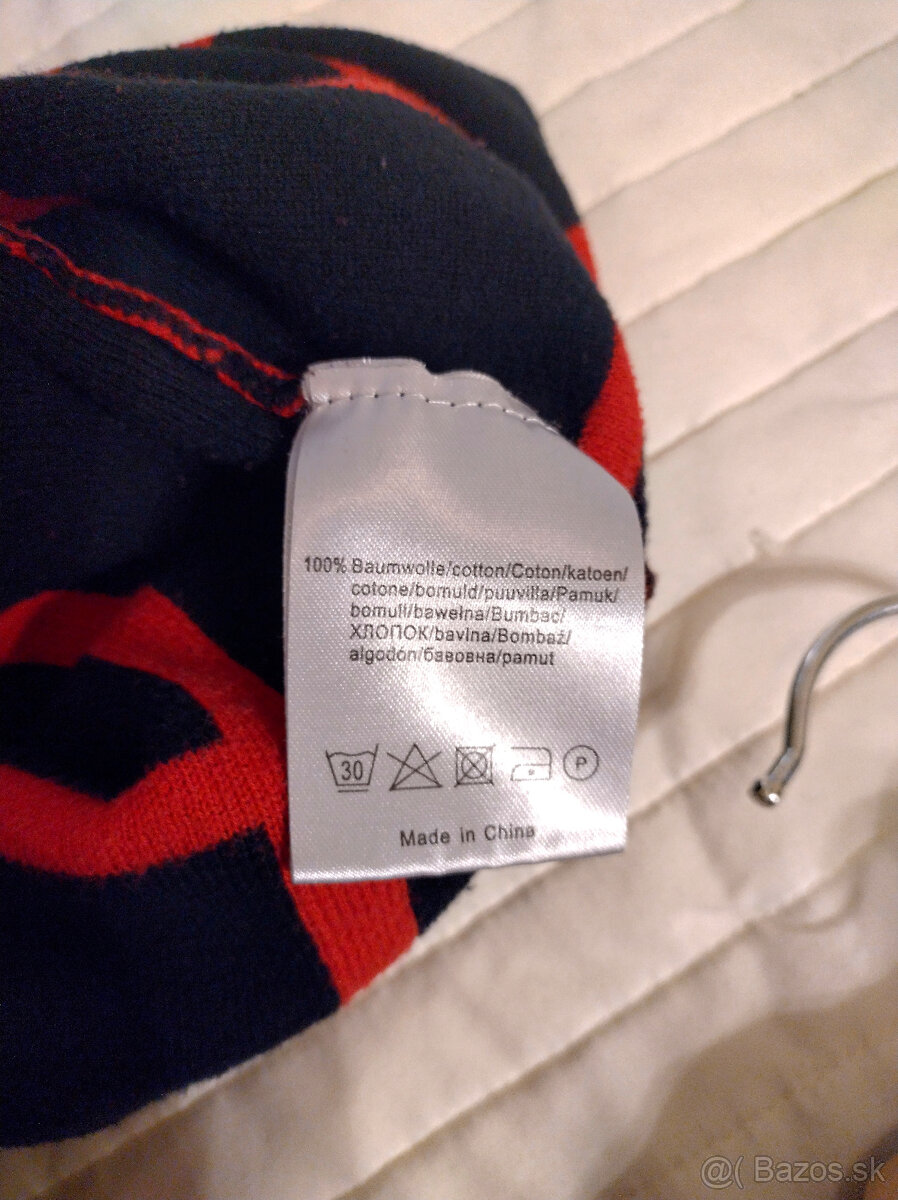 100% Baumwolle/cotton/Coton/katoen/
cotone/bomuld/puuvilla/Pamuk/
bomull/bawełna/Bumbac/
ХЛОПОК/bavlna/Bombaž/
algodón/бавовна/pamut
30
P
Made in China
@( Bazos.sk